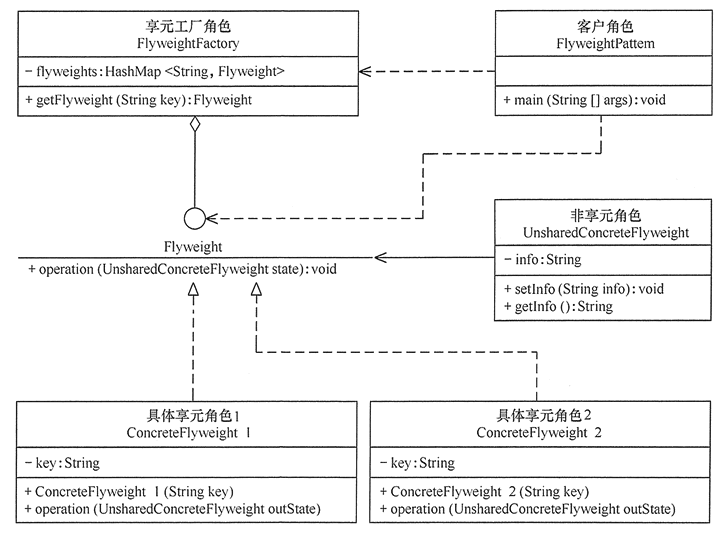 享元工厂角色
FlyweightFactory
- flyweights:HashMap <String, Flyweight>
+ getFlyweight (String key):Flyweight
客户角色
FlyweightPattem
+ main (String [] args):void
Flyweight
+ operation (UnsharedConcreteFlyweight state):void
非享元角色
UnsharedConcreteFlyweight
- info:String
+ setInfo (String info):void
+ getInfo ():String
具体享元角色1
ConcreteFlyweight 1
- key:String
+ ConcreteFlyweight 1 (String key)
+ operation (UnsharedConcreteFlyweight outState)
具体享元角色2
ConcreteFlyweight 2
- key:String
+ ConcreteFlyweight 2 (String key)
+ operation (UnsharedConcreteFlyweight outState)